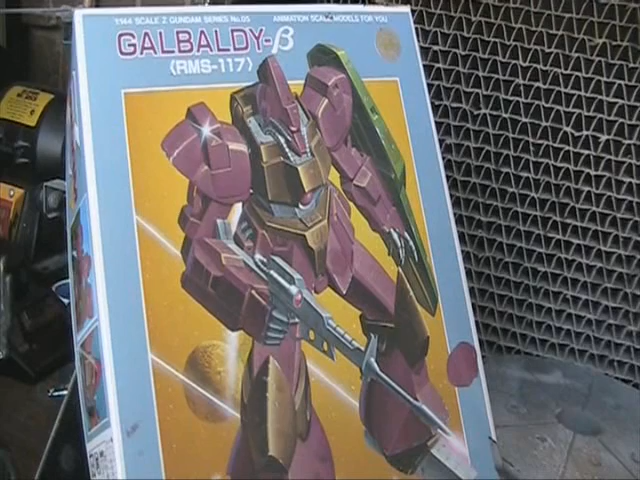 1:144 SCALE Z GUNDAM SERIES No.05 ANIMATION SCALE MODELS FOR YOU
GALBALDY-β
〈RMS-117〉